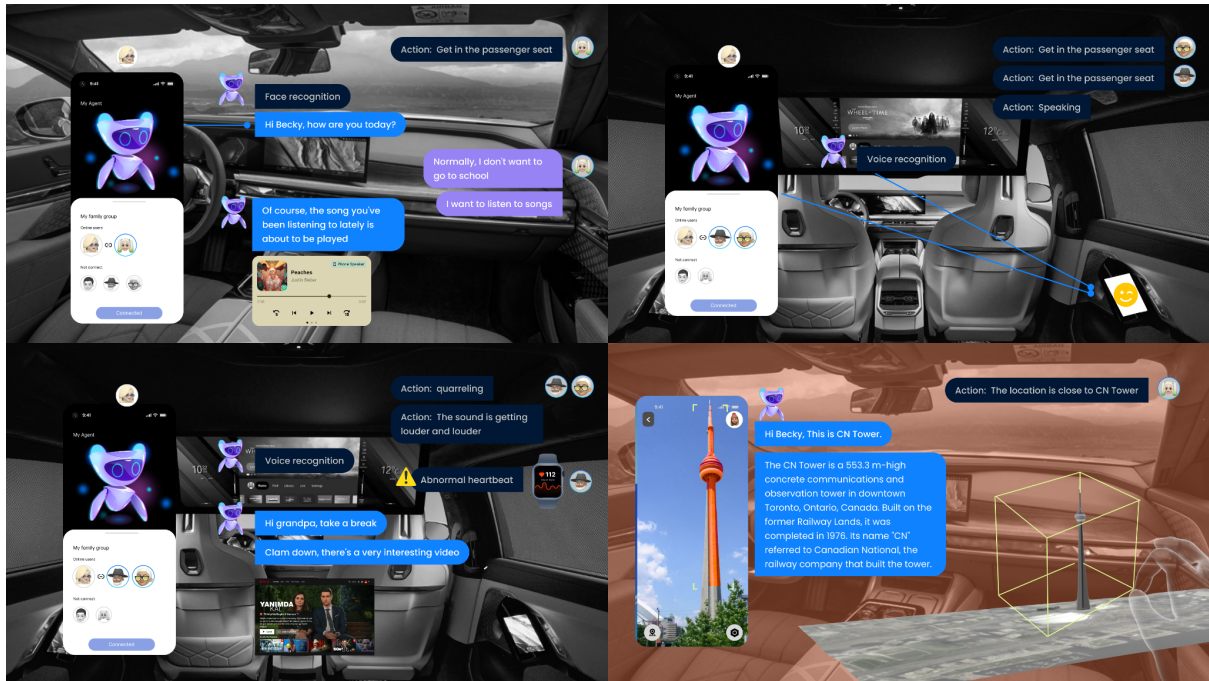 Action: Get in the passenger seat
9:41
My Agent
Face recognition
Hi Becky, how are you today?
Normally, I don't want to
go to school
I want to listen to songs
Of course, the song you've
been listening to lately is
about to be played
My family group
Online users
Not connect
Connected
iPhone Speaker
Peaches
Justin Bieber
Action: Get in the passenger seat
Action: Get in the passenger seat
Action: Speaking
9:41
My Agent
WHEEL OF TIME
10
12
Voice recognition
My family group
Online users
Not connect
Connected
Action: quarreling
Action: The sound is getting
louder and louder
9:41
My Agent
10
12
Voice recognition
Abnormal heartbeat
112
Hi grandpa, take a break
Clam down, there's a very interesting video
My family group
Online users
Not connect
Connected
YANIMDA
KAL
Action: The location is close to CN Tower
9:41
Hi Becky, This is CN Tower.
The CN Tower is a 553.3 m-high
concrete communications and
observation tower in downtown
Toronto, Ontario, Canada. Built on the
former Railway Lands, it was
completed in 1976. Its name "CN"
referred to Canadian National, the
railway company that built the tower.